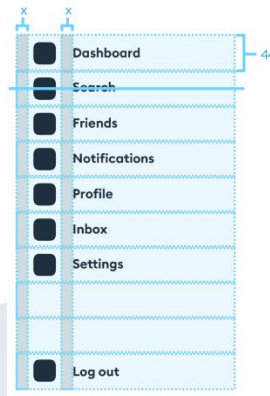 x x
Dashboard
Search
Friends
Notifications
Profile
Inbox
Settings
Log out